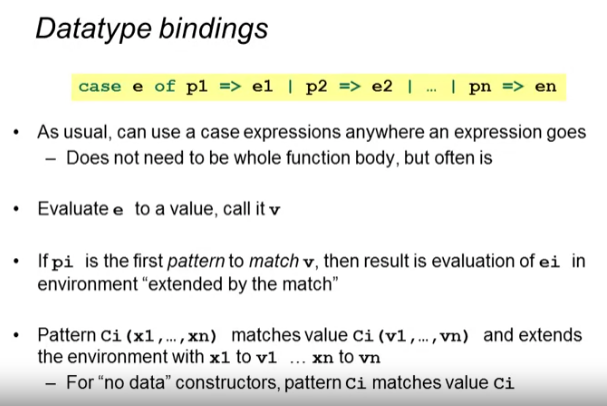 Datatype bindings
case e of p1 => e1 | p2 => e2 | … | pn => en
• As usual, can use a case expressions anywhere an expression goes
– Does not need to be whole function body, but often is
• Evaluate e to a value, call it v
• If pi is the first pattern to match v, then result is evaluation of ei in
environment “extended by the match”
• Pattern Ci(x1,…,xn) matches value Ci(v1,…,vn) and extends
the environment with x1 to v1 … xn to vn
– For “no data” constructors, pattern Ci matches value Ci